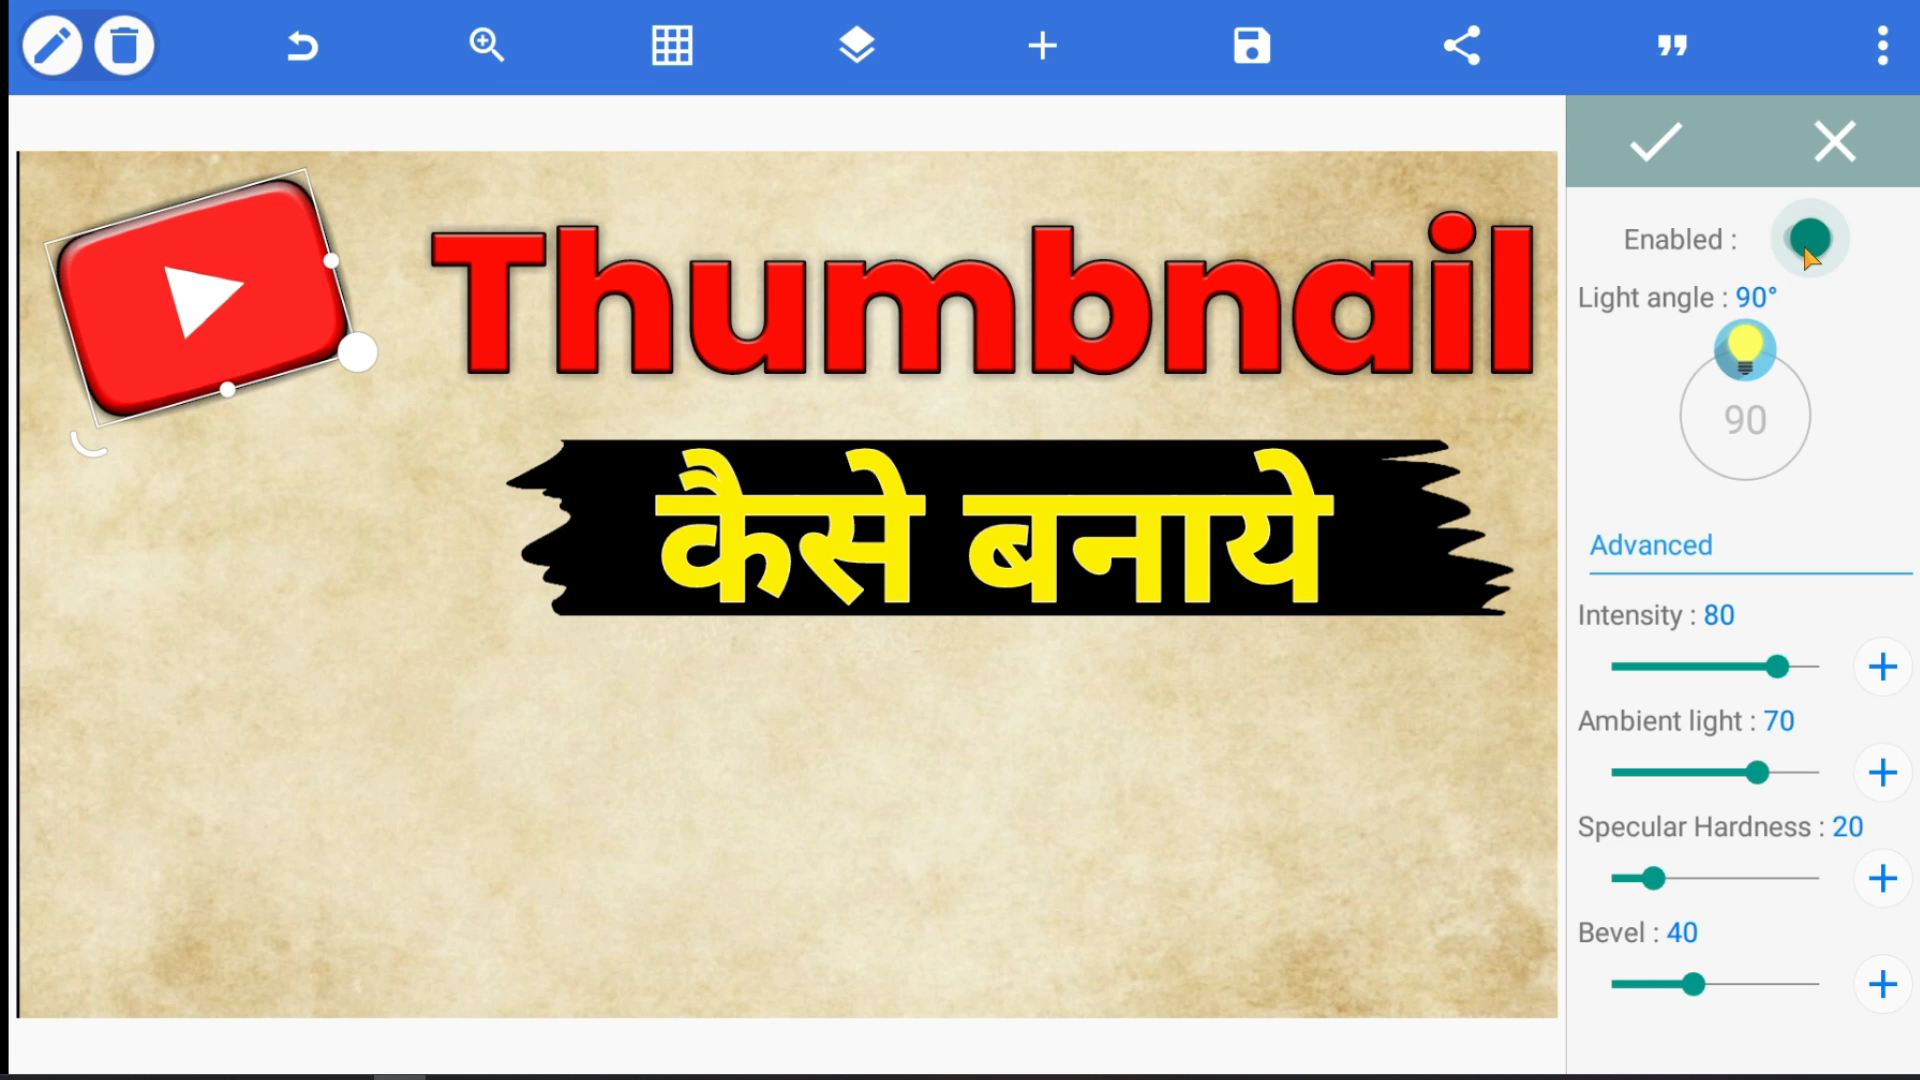 Thumbnail
कैसे बनाये
Enabled :
Light angle : 90°
90
Advanced
Intensity : 80
Ambient light : 70
Specular Hardness : 20
Bevel : 40